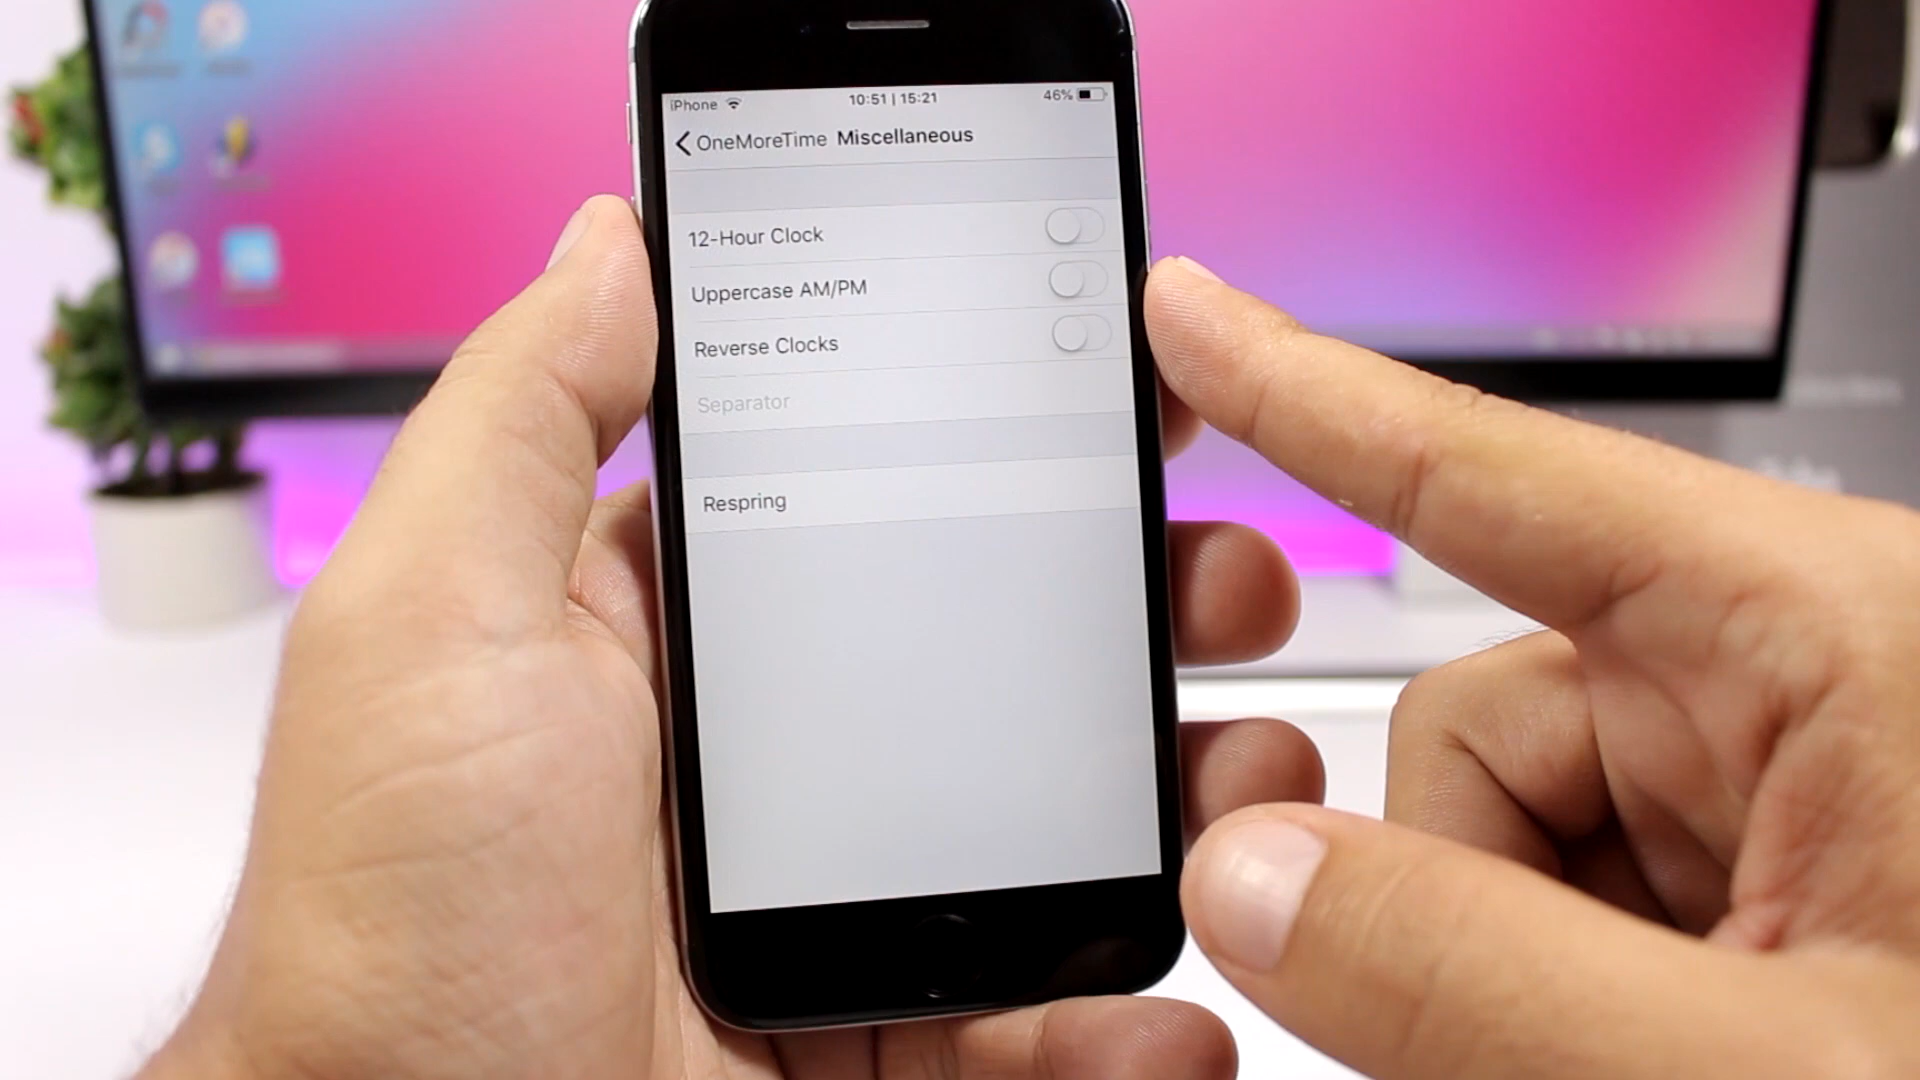 iPhone 10:51 | 15:21 46%
OneMoreTime Miscellaneous
12-Hour Clock
Uppercase AM/PM
Reverse Clocks
Separator
Respring